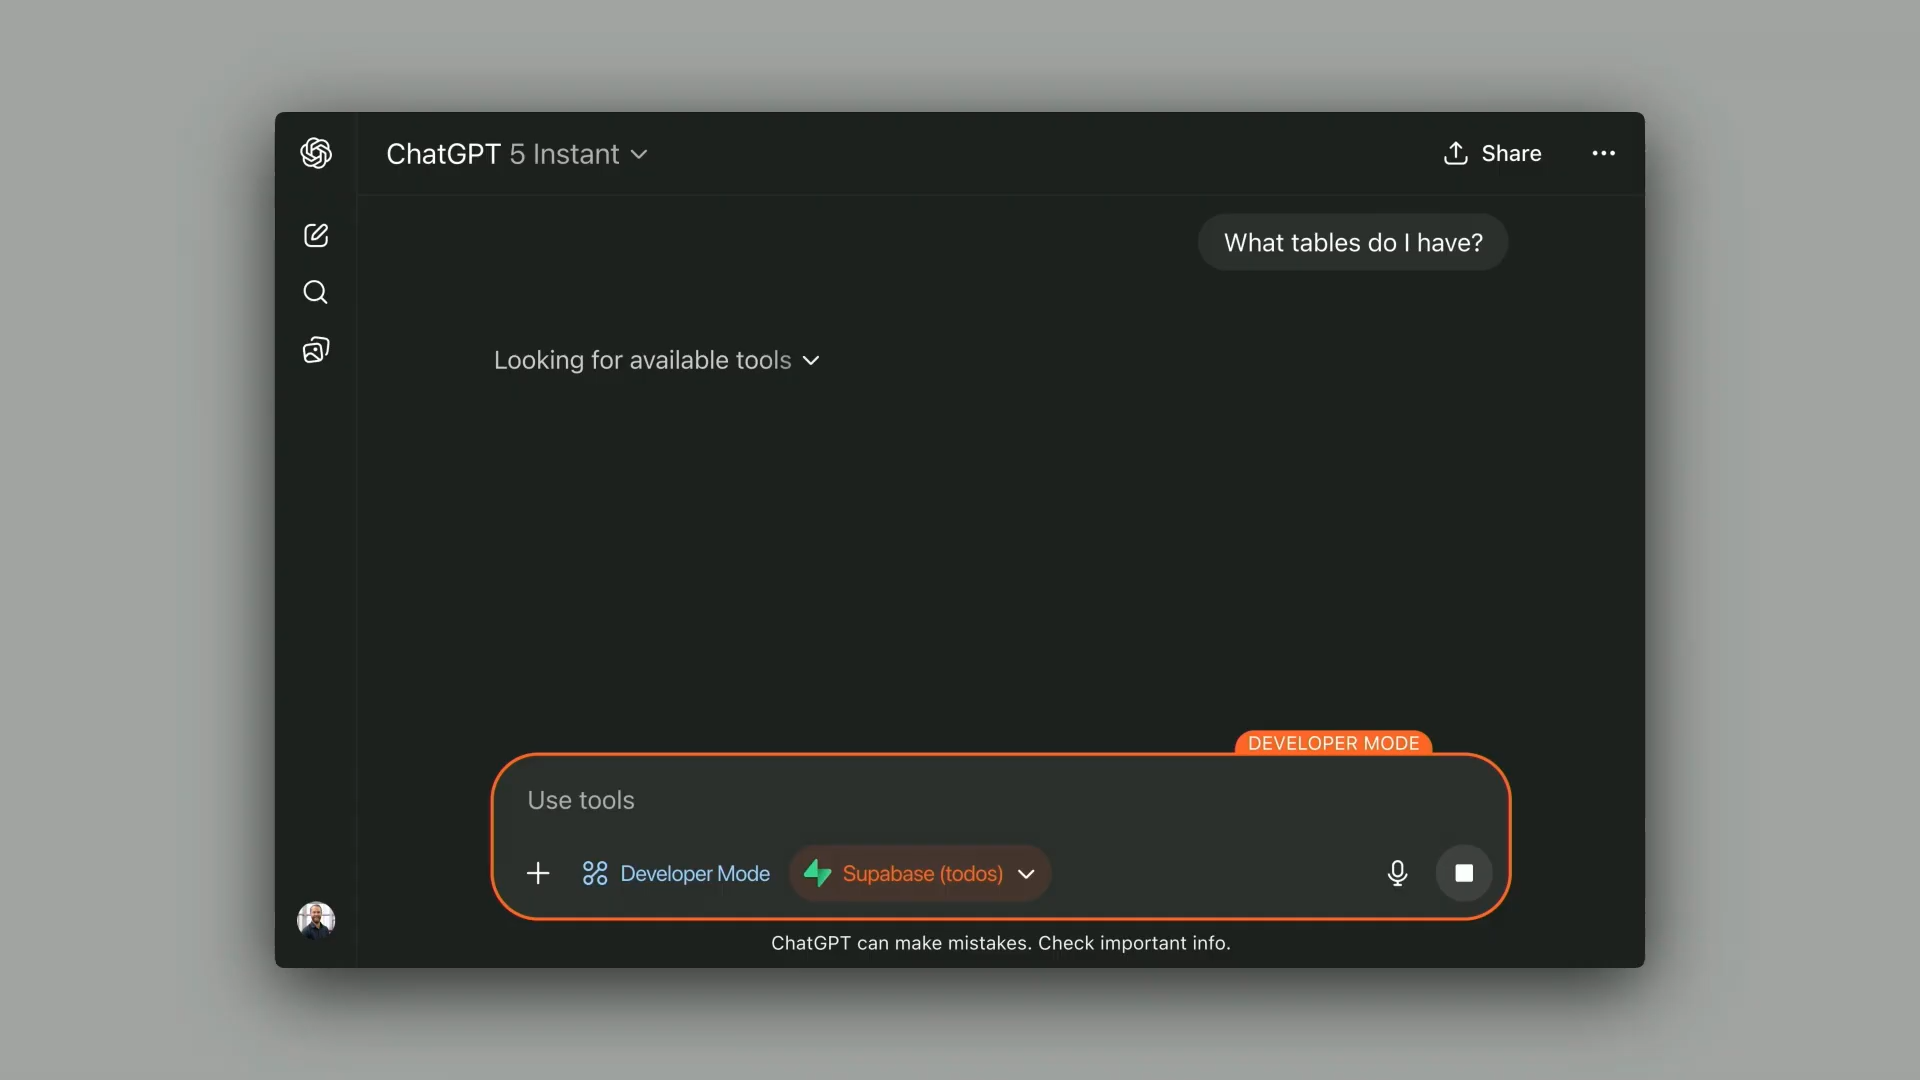 ChatGPT 5 Instant
Share
What tables do I have?
Looking for available tools
DEVELOPER MODE
Use tools
Developer Mode
Supabase (todos)
ChatGPT can make mistakes. Check important info.